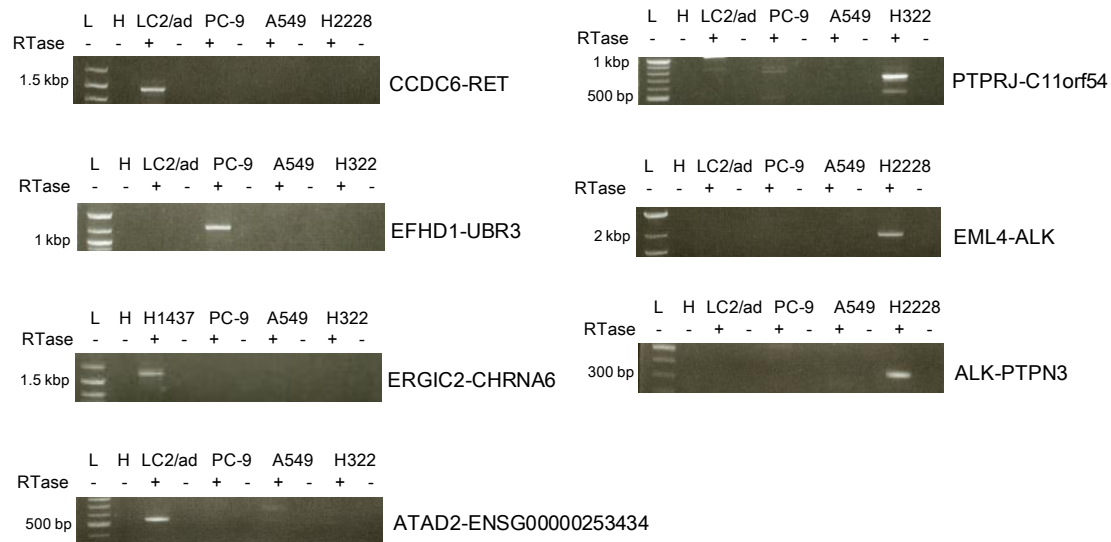 L H LC2/ad PC-9 A549 H2228
RTase - - + - + - + - + -
1.5 kbp
CCDC6-RET
L H LC2/ad PC-9 A549 H322
RTase - - + - + - + - + -
1 kbp
EFHD1-UBR3
L H H1437 PC-9 A549 H322
RTase - - + - + - + - + -
1.5 kbp
ERGIC2-CHRNA6
L H LC2/ad PC-9 A549 H322
RTase - - + - + - + - + -
500 bp
ATAD2-ENSG00000253434
L H LC2/ad PC-9 A549 H322
RTase - - + - + - + - + -
1 kbp
500 bp
PTPRJ-C11orf54
L H LC2/ad PC-9 A549 H2228
RTase - - + - + - + - + -
2 kbp
EML4-ALK
L H LC2/ad PC-9 A549 H2228
RTase - - + - + - + - + -
300 bp
ALK-PTPN3